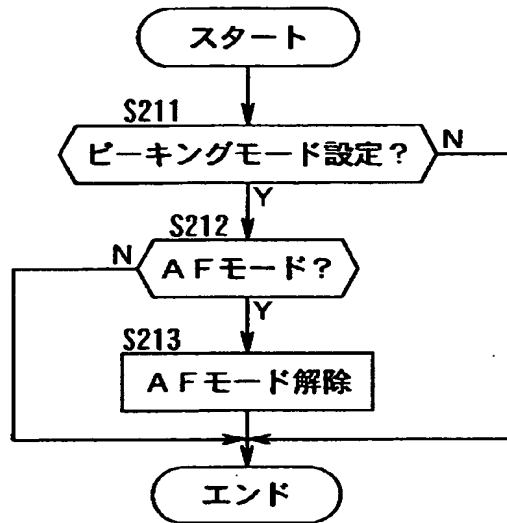 スタート
S211
ピーキングモード設定？
N
Y
S212
N
AFモード？
Y
S213
AFモード解除
エンド